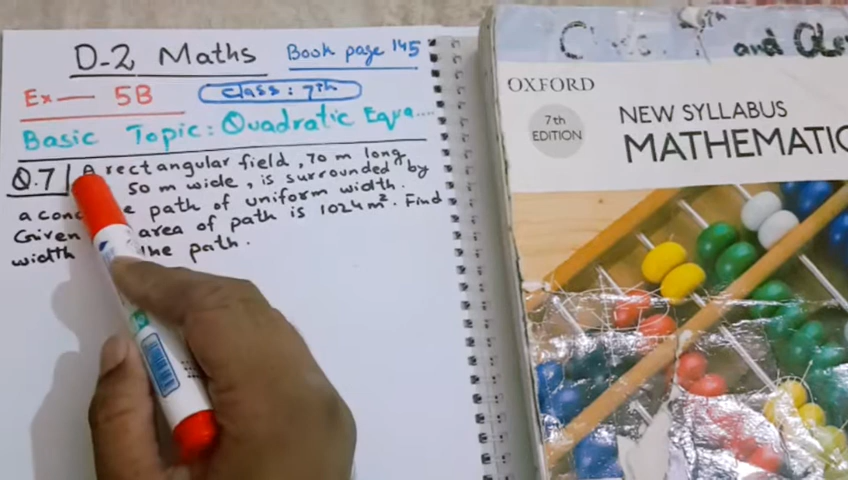 D-2 Maths Book page 145
Ex— 5B class: 7th
Basic Topic: Quadratic Equa....
Q.7 A rectangular field, 70 m long
50 m wide, is surrounded by
a path of uniform width.
Given area of path is 1024 m². Find
width the path.
7th and
OXFORD
7th
EDITION
NEW SYLLABUS
MATHEMATIC